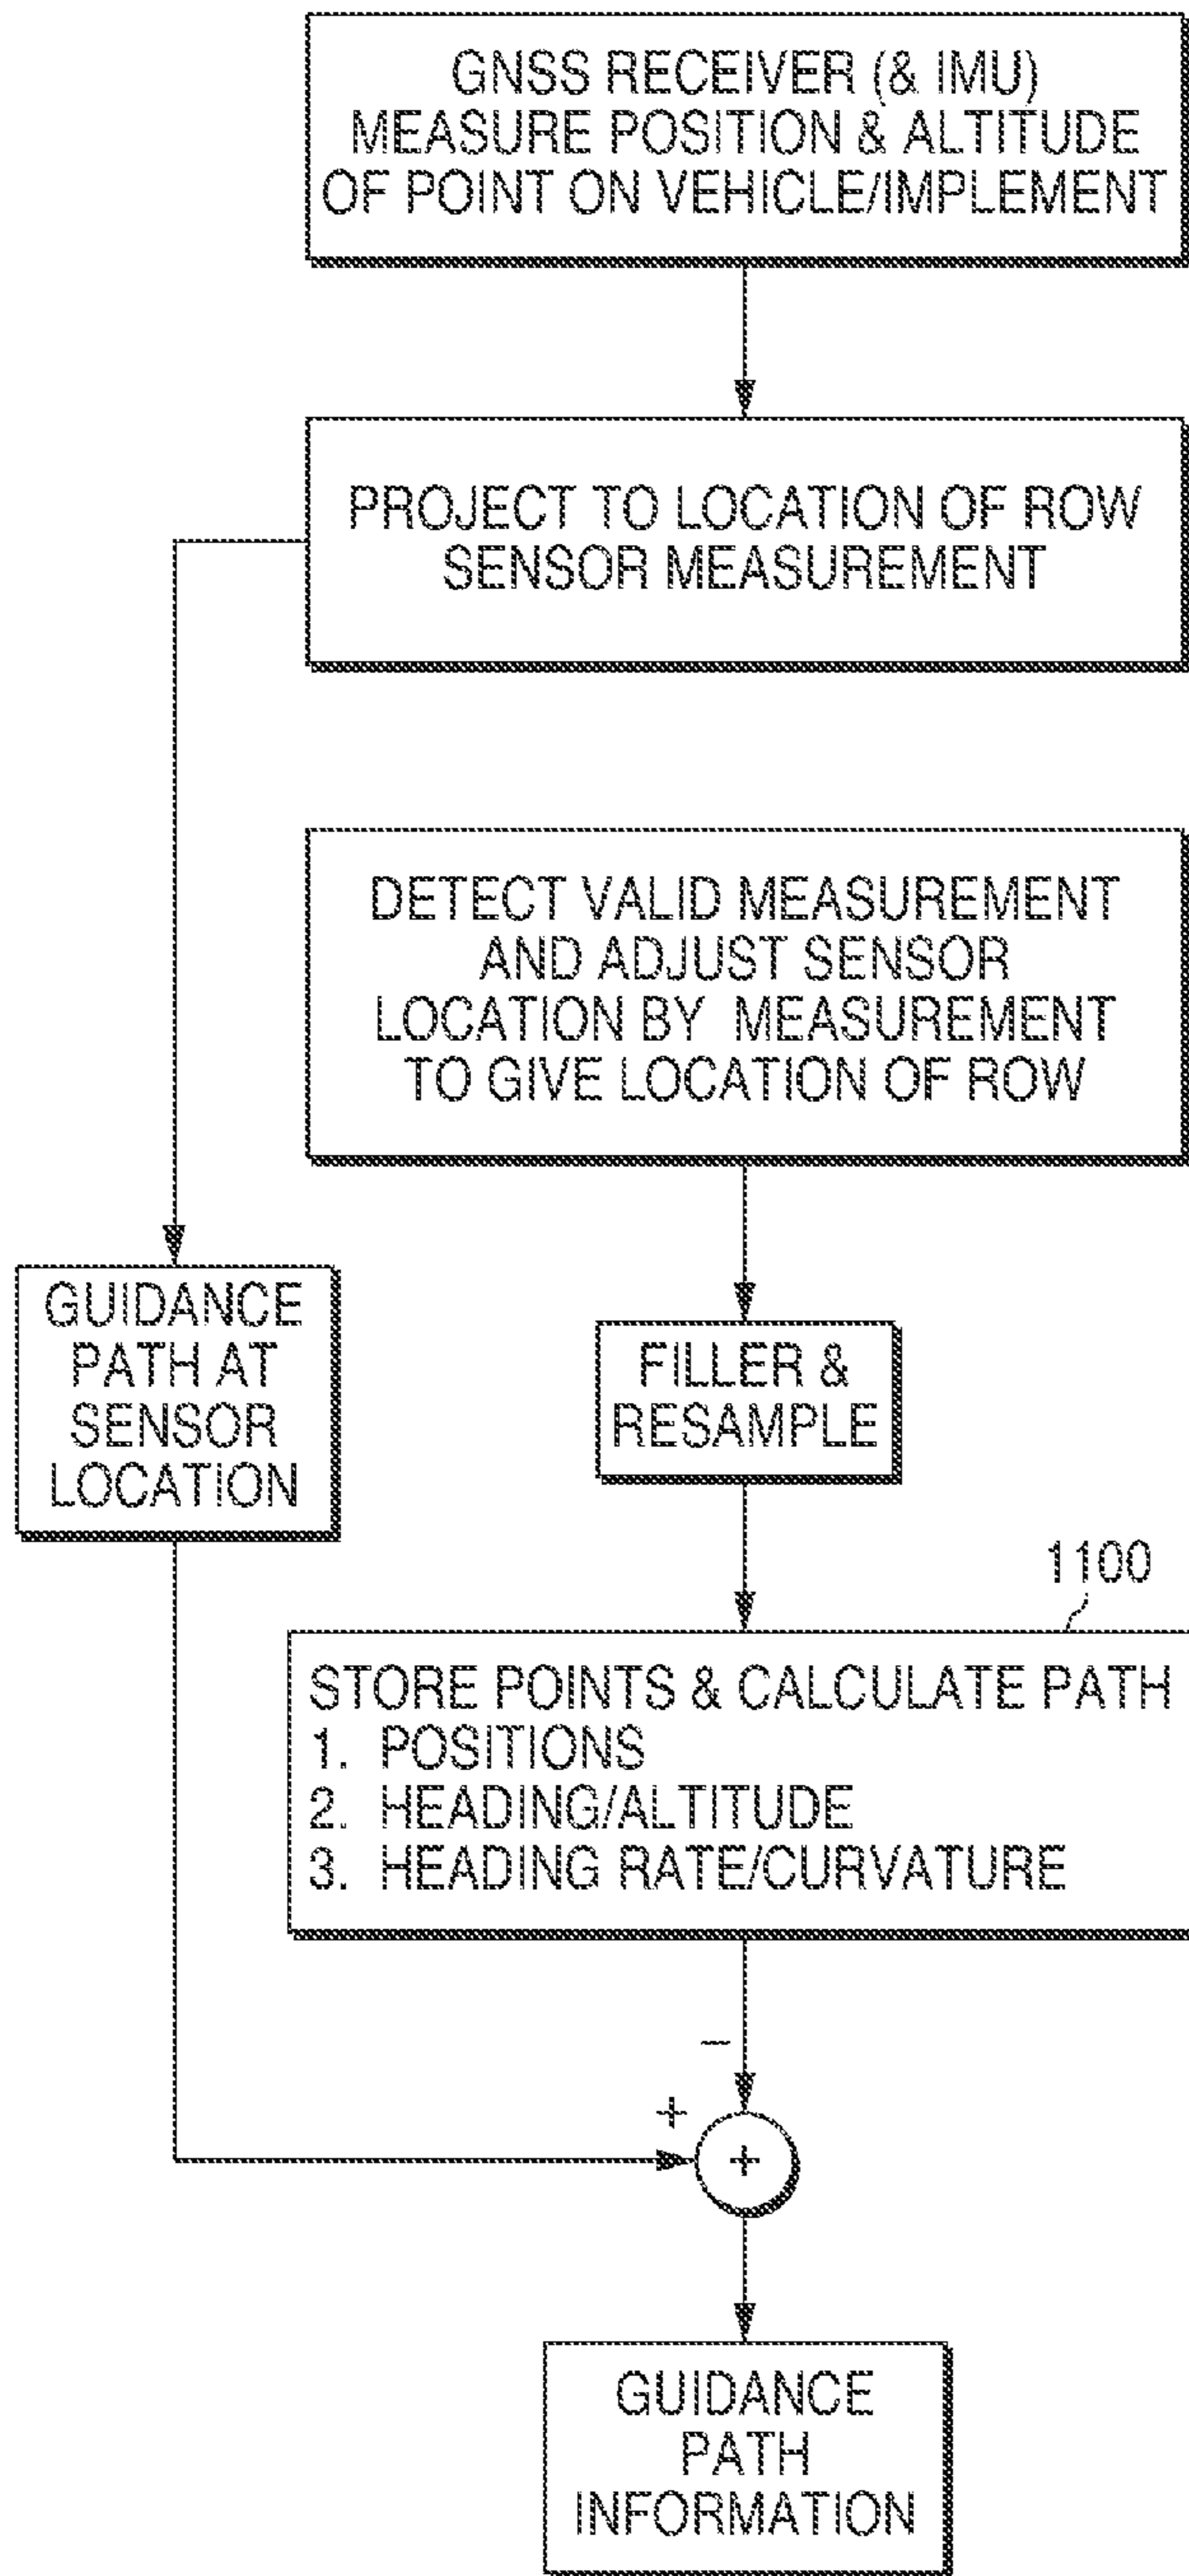 GNSS RECEIVER (& IMU)
MEASURE POSITION & ALTITUDE
OF POINT ON VEHICLE/IMPLEMENT
PROJECT TO LOCATION OF ROW
SENSOR MEASUREMENT
DETECT VALID MEASUREMENT
AND ADJUST SENSOR
LOCATION BY MEASUREMENT
TO GIVE LOCATION OF ROW
GUIDANCE
PATH AT
SENSOR
LOCATION
FILLER &
RESAMPLE
1100
STORE POINTS & CALCULATE PATH
1. POSITIONS
2. HEADING/ALTITUDE
3. HEADING RATE/CURVATURE
−
+
+
GUIDANCE
PATH
INFORMATION